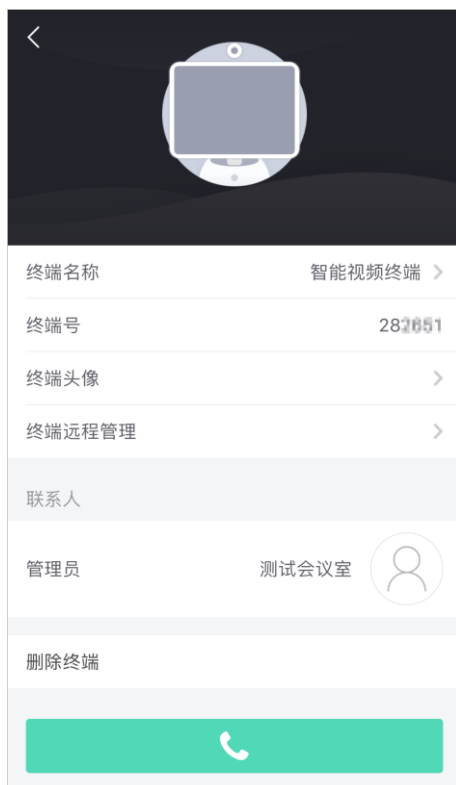 终端名称
智能视频终端
终端号
终端头像
终端远程管理
联系人
管理员
测试会议室
删除终端